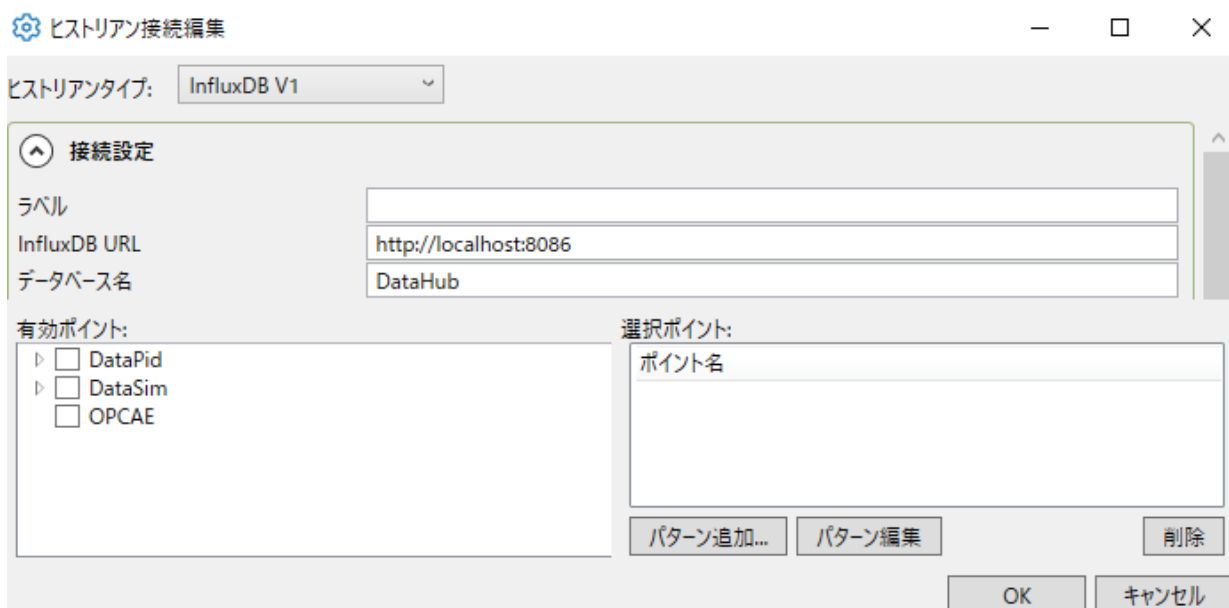 ヒストリアン接続編集
ヒストリアンタイプ: InfluxDB V1
接続設定
ラベル
InfluxDB URL http://localhost:8086
データベース名 DataHub
有効ポイント: 選択ポイント:
DataPid ポイント名
DataSim
OPCAE
パターン追加... パターン編集 削除
OK キャンセル